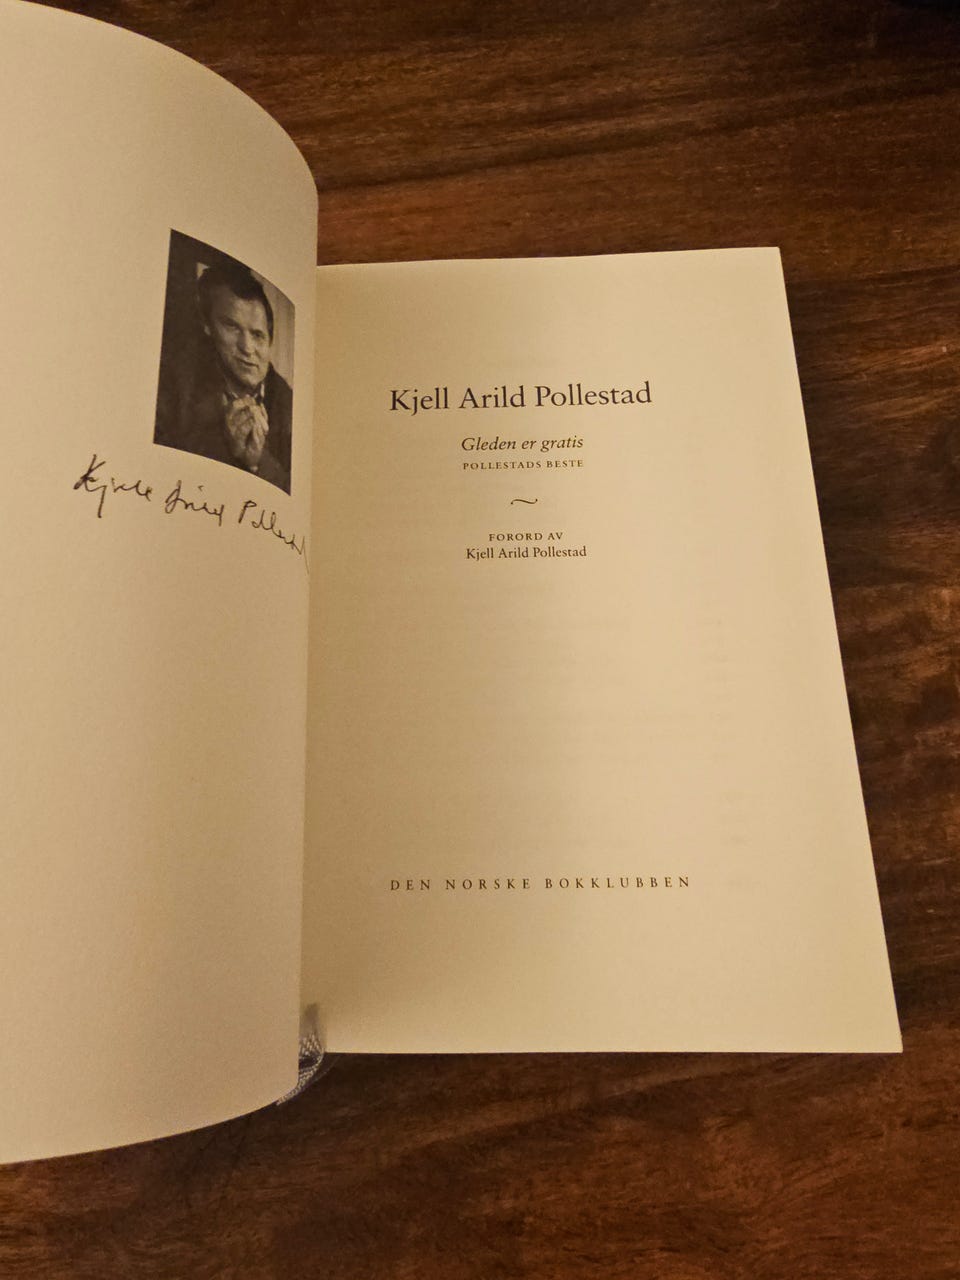 Kjell Arild Pollestad
Kjell Arild Pollestad
Gleden er gratis
POLLESTADS BESTE
FORORD AV
Kjell Arild Pollestad
DEN NORSKE BOKKLUBBEN